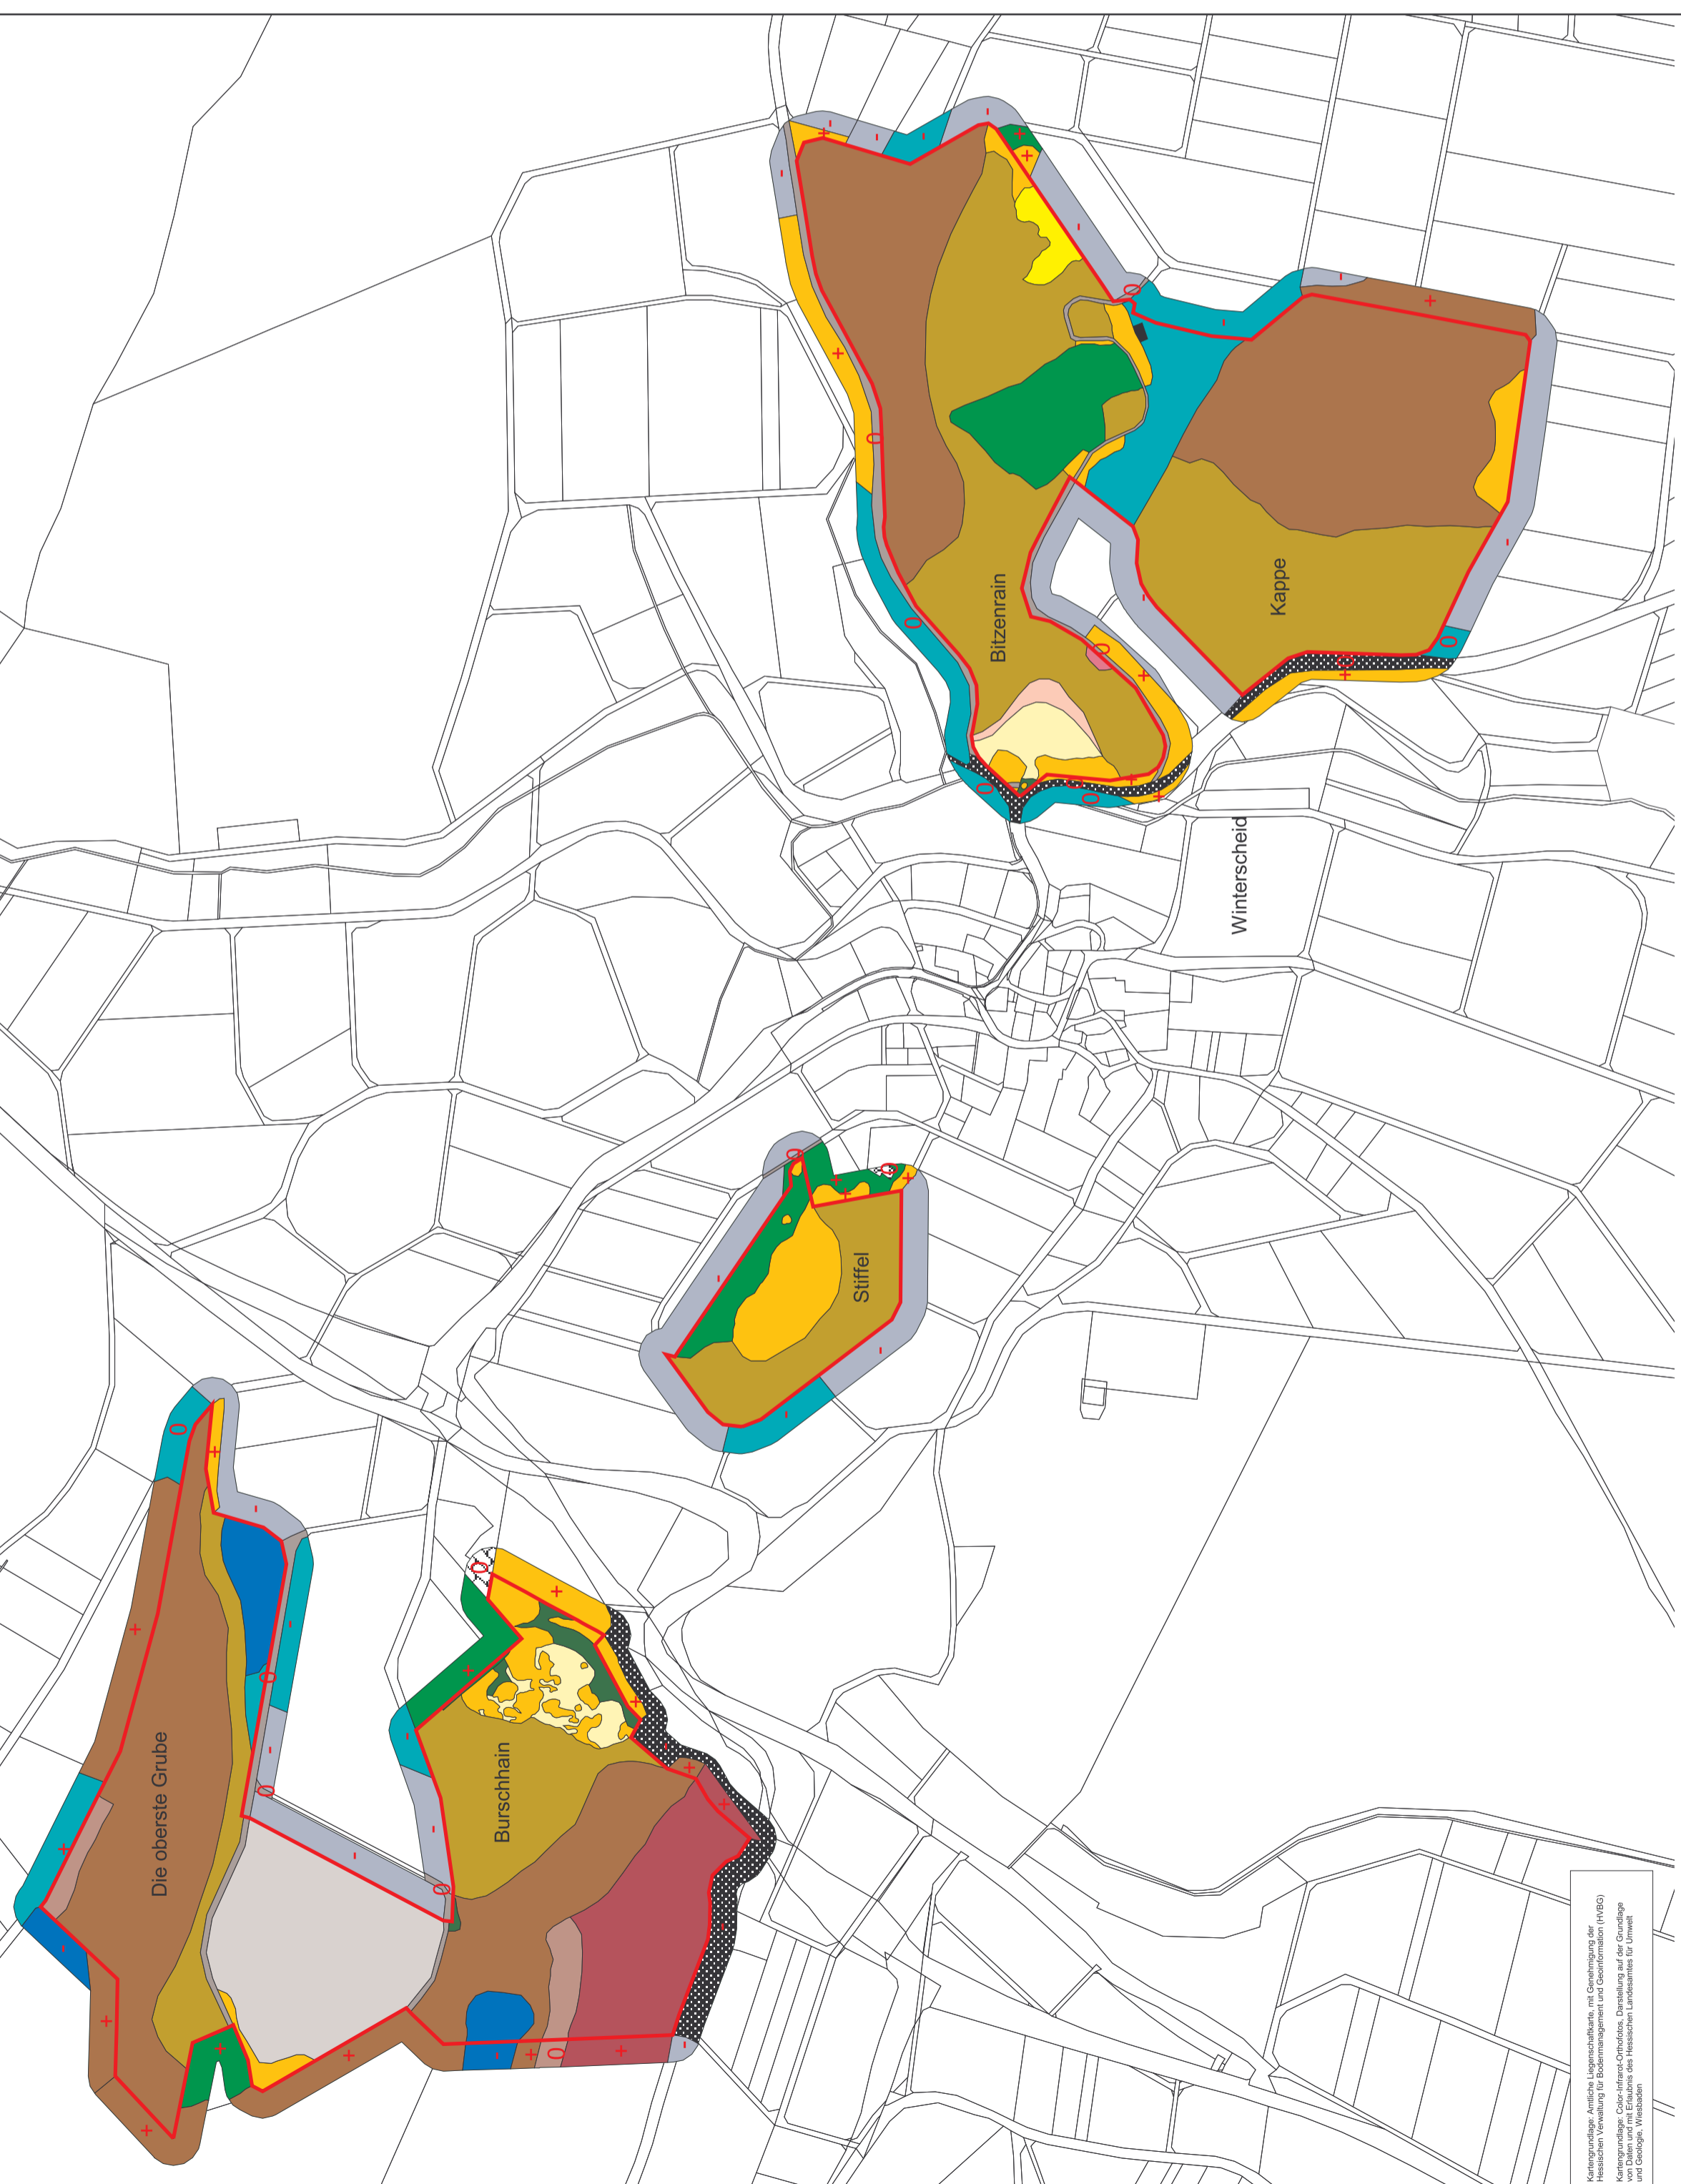 Die oberste Grube
Burschhain
Stiffel
Winterscheid
Bitzenrain
Kappe
Kartengrundlage: Amtliche Liegenschaftkarte, mit Genehmigung der
Hessischen Verwaltung für Bodenmanagement und Geoinformation (HVBG)
Kartengrundlage: Color-Infrarot-Orthofotos, Darstellung auf der Grundlage
von Daten und mit Erlaubnis des Hessischen Landesamtes für Umwelt
und Geologie, Wiesbaden